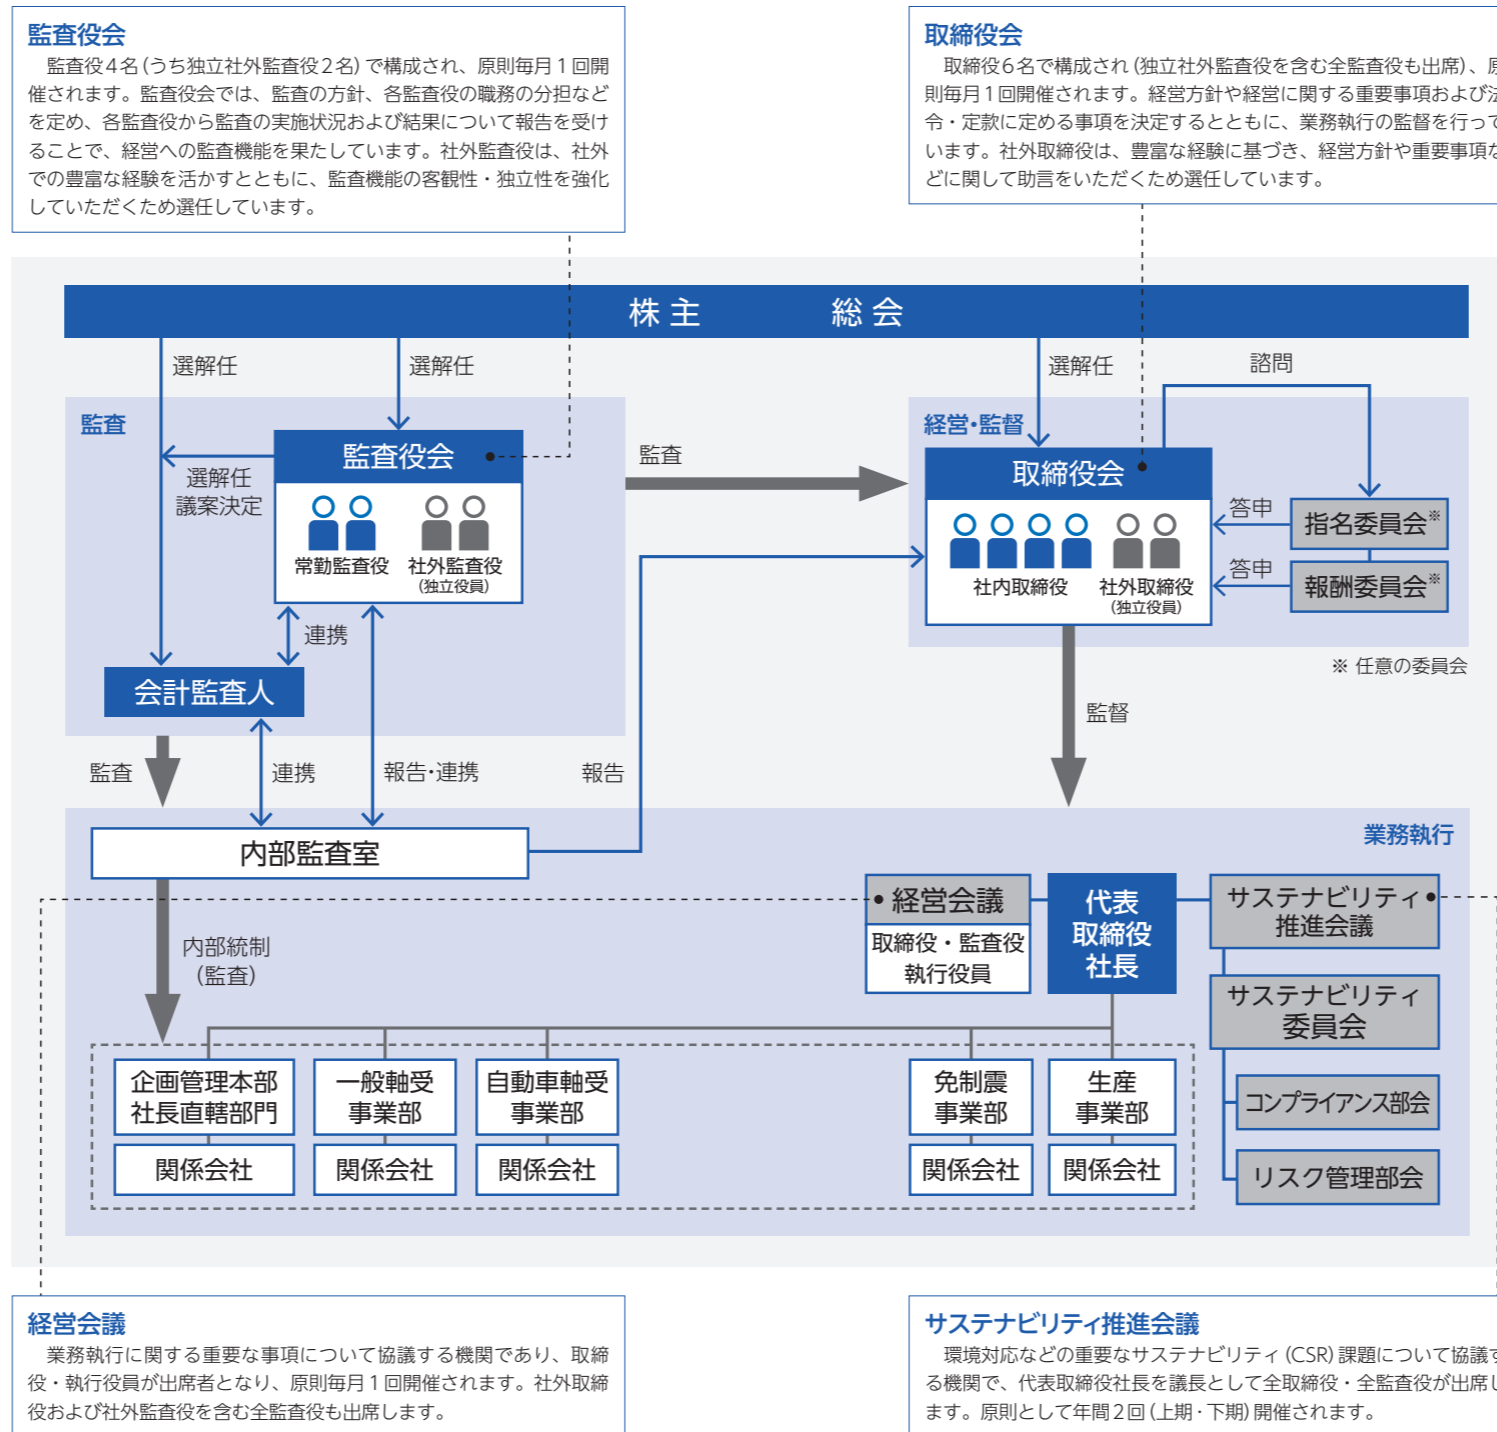 監査役会
監査役4名(うち独立社外監査役2名)で構成され、原則毎月1回開
催されます。監査役会では、監査の方針、各監査役の職務の分担など
を定め、各監査役から監査の実施状況および結果について報告を受け
ることで、経営への監査機能を果たしています。社外監査役は、社外
での豊富な経験を活かすとともに、監査機能の客観性・独立性を強化
していただくため選任しています。
取締役会
取締役6名で構成され(独立社外監査役を含む全監査役も出席)、原
則毎月1回開催されます。経営方針や経営に関する重要事項および法
令・定款に定める事項を決定するとともに、業務執行の監督を行って
います。社外取締役は、豊富な経験に基づき、経営方針や重要事項な
どに関して助言をいただくため選任しています。
株主 総会
選解任
選解任
選解任
諮問
監査
監査役会
選解任
議案決定
常勤監査役
社外監査役
(独立役員)
連携
会計監査人
監査
経営・監督
取締役会
社内取締役
社外取締役
(独立役員)
答申
指名委員会※
答申
報酬委員会※
※ 任意の委員会
監査
連携
報告・連携
報告
監督
業務執行
内部監査室
内部統制
(監査)
経営会議
取締役・監査役
執行役員
代表
取締役
社長
サステナビリティ
推進会議
サステナビリティ
委員会
コンプライアンス部会
リスク管理部会
企画管理本部
社長直轄部門
一般軸受
事業部
自動車軸受
事業部
免制震
事業部
生産
事業部
関係会社
関係会社
関係会社
関係会社
関係会社
経営会議
業務執行に関する重要な事項について協議する機関であり、取締
役・執行役員が出席者となり、原則毎月1回開催されます。社外取締
役および社外監査役を含む全監査役も出席します。
サステナビリティ推進会議
環境対応などの重要なサステナビリティ(CSR)課題について協議す
る機関で、代表取締役社長を議長として全取締役・全監査役が出席し
ます。原則として年間2回(上期・下期)開催されます。